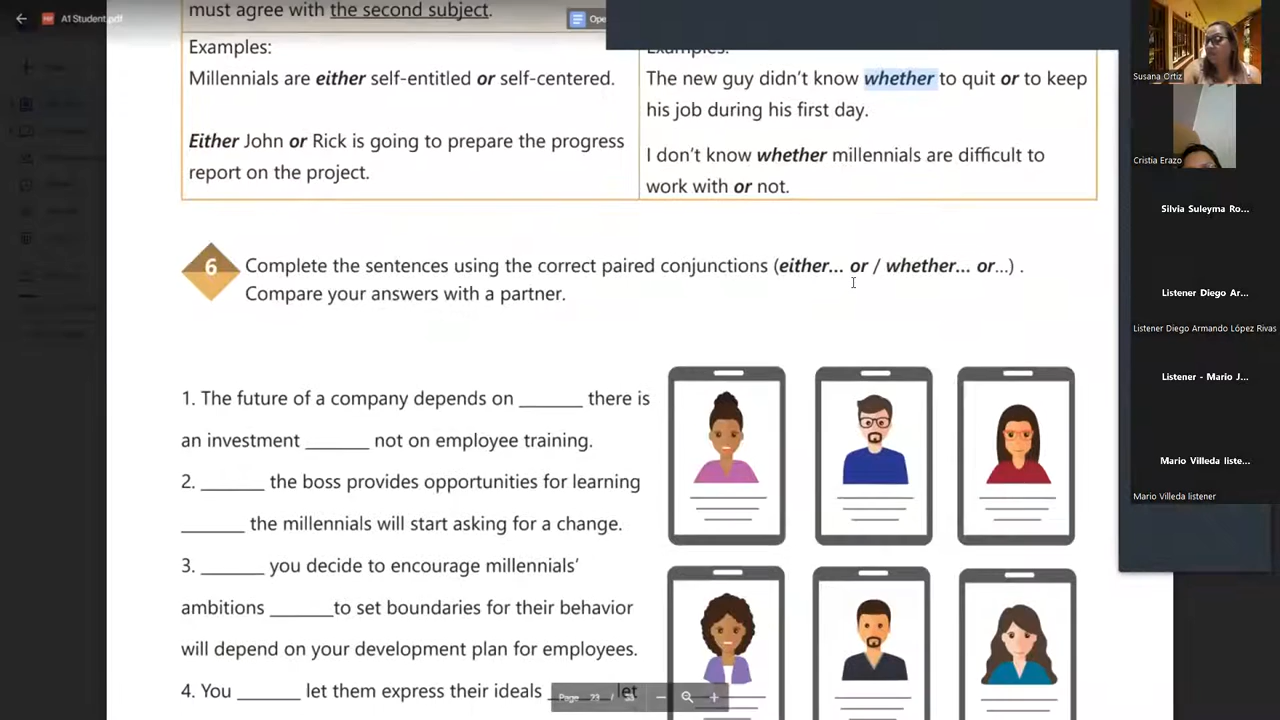 A1 Student.pdf
must agree with the second subject.
Examples:
Millennials are either self-entitled or self-centered.
Either John or Rick is going to prepare the progress
report on the project.
Examples:
The new guy didn't know whether to quit or to keep
his job during his first day.
I don't know whether millennials are difficult to
work with or not.
6
Complete the sentences using the correct paired conjunctions (either... or / whether... or...) .
Compare your answers with a partner.
1. The future of a company depends on _______ there is
an investment _______ not on employee training.
2. _______ the boss provides opportunities for learning
_______ the millennials will start asking for a change.
3. _______ you decide to encourage millennials'
ambitions _______to set boundaries for their behavior
will depend on your development plan for employees.
4. You _______ let them express their ideals _______ let
Page 23 /
Susana Ortiz
Cristia Erazo
Silvia Suleyma Ro...
Listener Diego Ar...
Listener Diego Armando López Rivas
Listener - Mario J...
Mario Villeda liste...
Mario Villeda listener